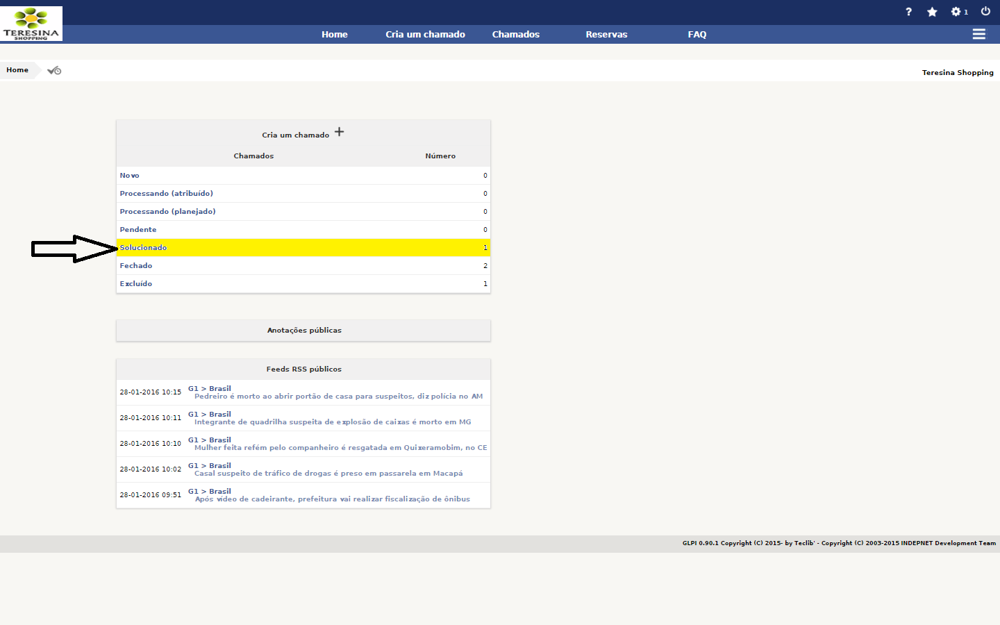 TERESINA
SHOPPING
? 1
Home Cria um chamado Chamados Reservas FAQ
Home
Teresina Shopping
Cria um chamado +
Chamados Número
Novo 0
Processando (atribuído) 0
Processando (planejado) 0
Pendente 0
Solucionado 1
Fechado 2
Excluído 1
Anotações públicas
Feeds RSS públicos
28-01-2016 10:15 G1 > Brasil
Pedreiro é morto ao abrir portão de casa para suspeitos, diz polícia no AM
28-01-2016 10:11 G1 > Brasil
Integrante de quadrilha suspeita de explosão de caixas é morto em MG
28-01-2016 10:10 G1 > Brasil
Mulher feita refém pelo companheiro é resgatada em Quixeramobim, no CE
28-01-2016 10:02 G1 > Brasil
Casal suspeito de tráfico de drogas é preso em passarela em Macapá
28-01-2016 09:51 G1 > Brasil
Após vídeo de cadeirante, prefeitura vai realizar fiscalização de ônibus
GLPI 0.90.1 Copyright (C) 2015- by Teclib' - Copyright (C) 2003-2015 INDEPNET Development Team